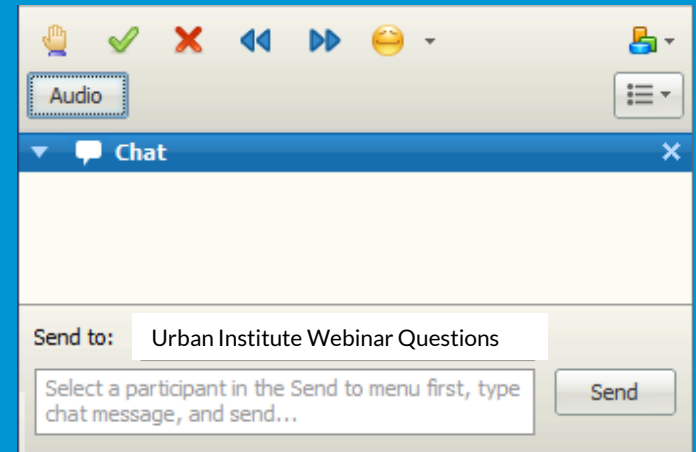 Audio
Chat
Send to: Urban Institute Webinar Questions
Select a participant in the Send to menu first, type
chat message, and send...
Send